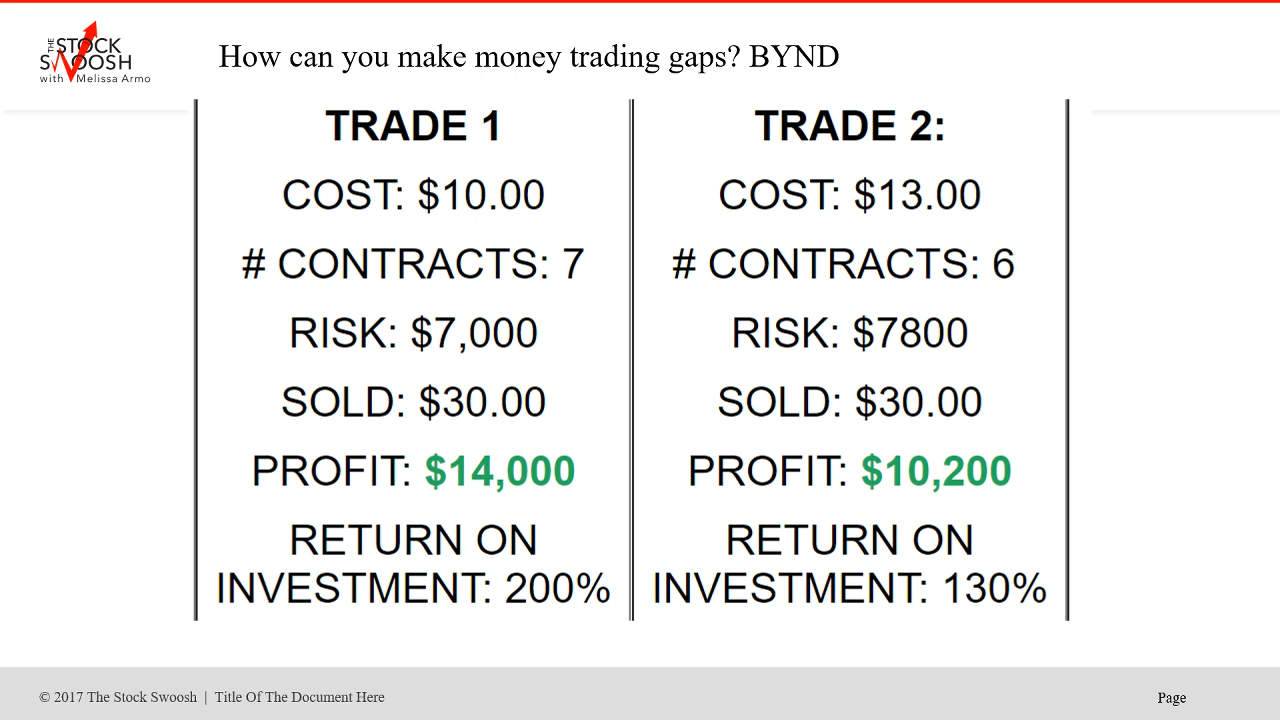 THE STOCK
SWOOSH
with Melissa Armo
How can you make money trading gaps? BYND
TRADE 1
COST: $10.00
# CONTRACTS: 7
RISK: $7,000
SOLD: $30.00
PROFIT: $14,000
RETURN ON
INVESTMENT: 200%
TRADE 2:
COST: $13.00
# CONTRACTS: 6
RISK: $7800
SOLD: $30.00
PROFIT: $10,200
RETURN ON
INVESTMENT: 130%
© 2017 The Stock Swoosh | Title Of The Document Here
Page